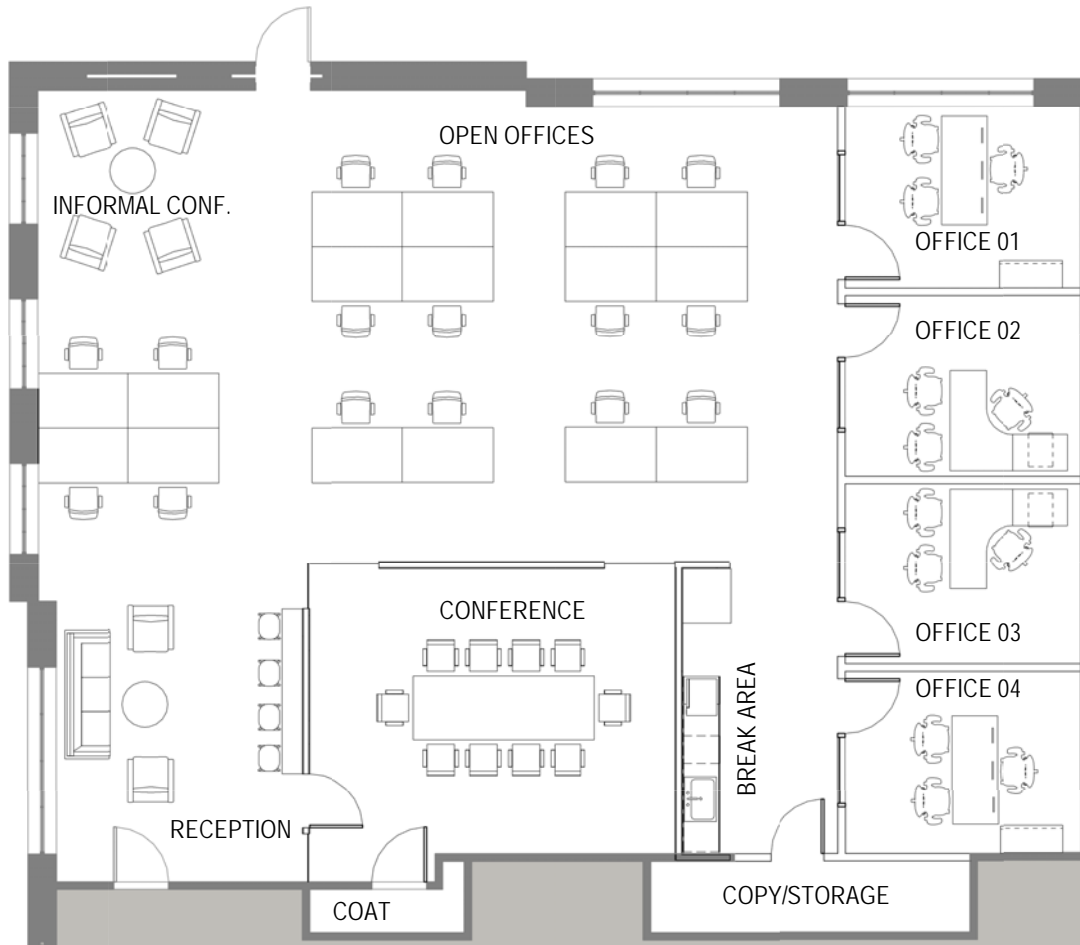 OPEN OFFICES
INFORMAL CONF.
OFFICE 01
OFFICE 02
CONFERENCE
OFFICE 03
OFFICE 04
BREAK AREA
RECEPTION
COPY/STORAGE
COAT